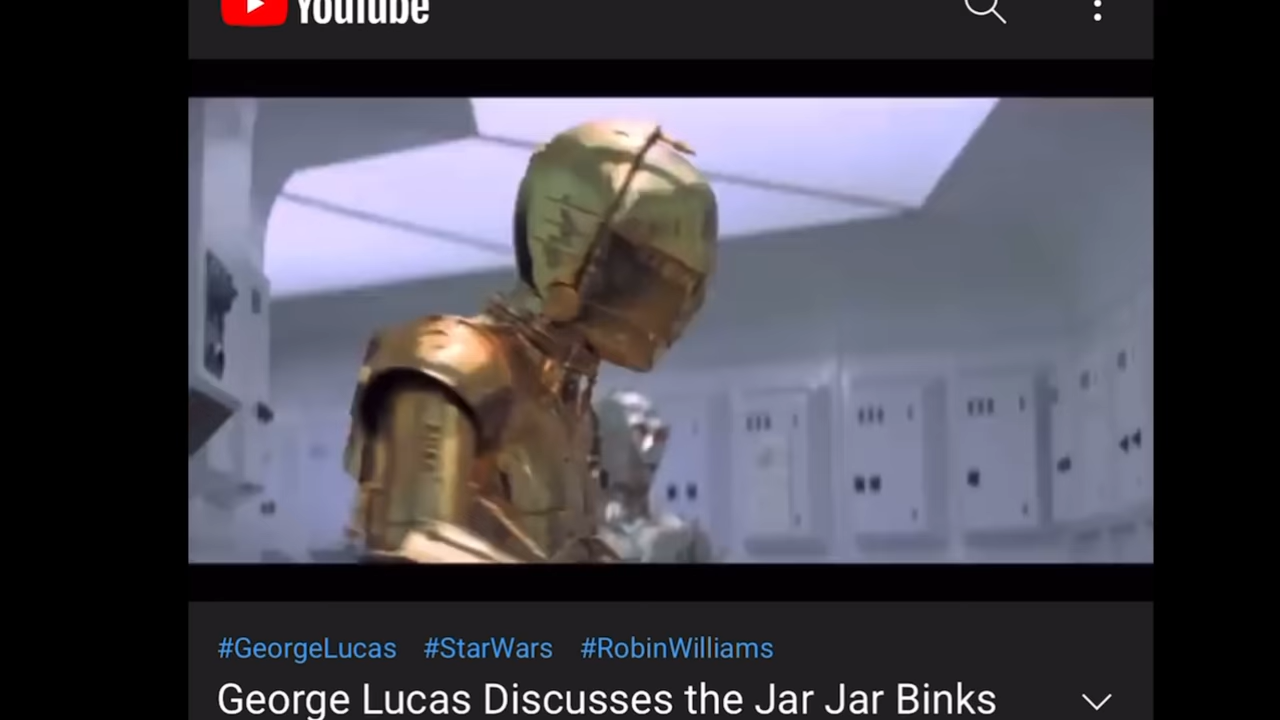 YouTube
#GeorgeLucas #StarWars #RobinWilliams
George Lucas Discusses the Jar Jar Binks